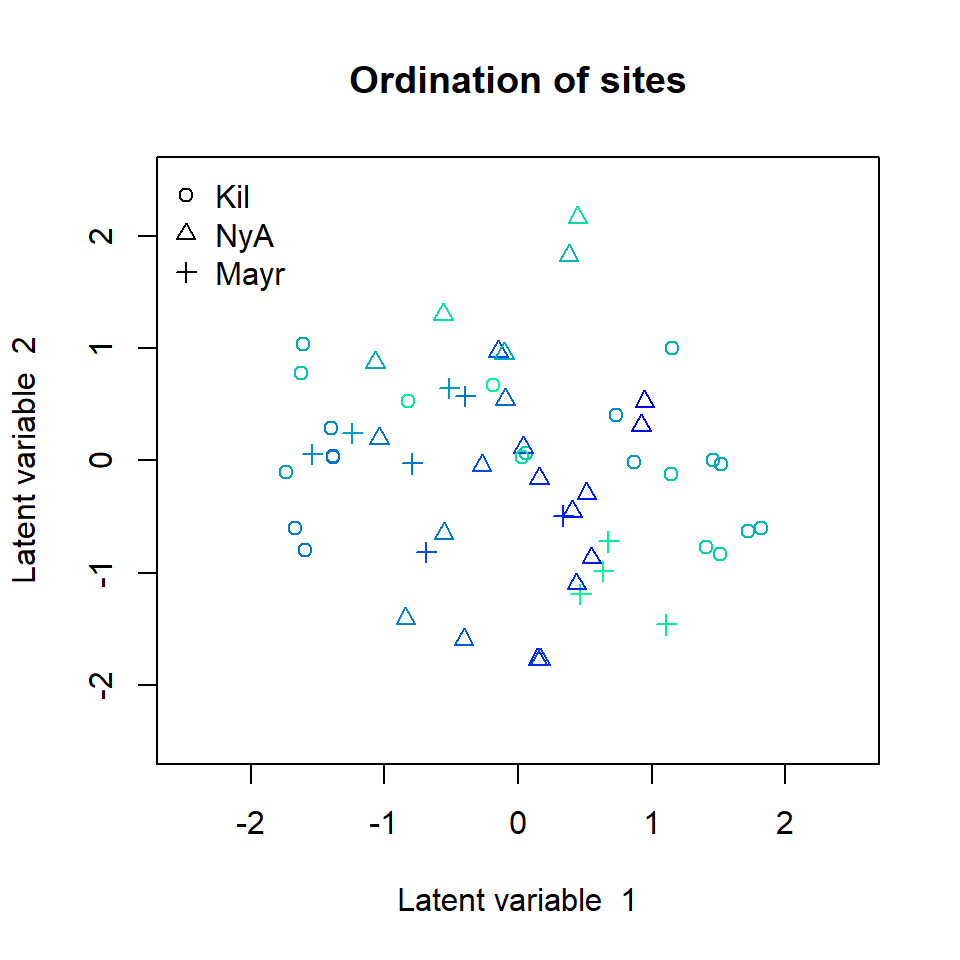 Ordination of sites
Kil
NyA
Mayr
Latent variable 2
2
1
0
-1
-2
-2 -1 0 1 2
Latent variable 1